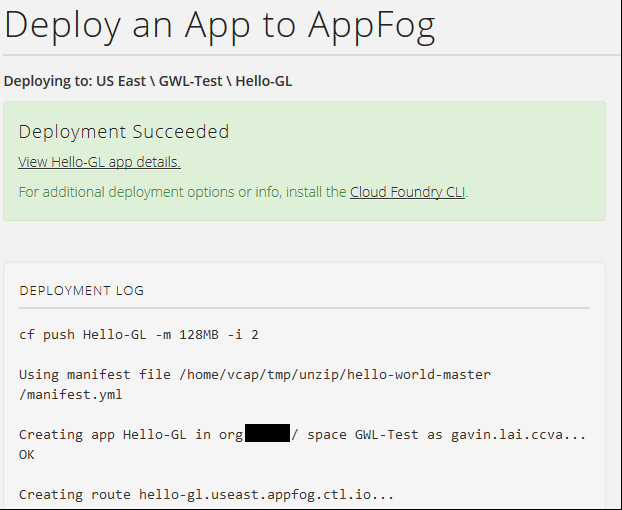 Deploy an App to AppFog
Deploying to: US East \ GWL-Test \ Hello-GL
Deployment Succeeded
View Hello-GL app details.
For additional deployment options or info, install the Cloud Foundry CLI.
DEPLOYMENT LOG
cf push Hello-GL -m 128MB -i 2
Using manifest file /home/vcap/tmp/unzip/hello-world-master
/manifest.yml
Creating app Hello-GL in org / space GWL-Test as gavin.lai.ccva...
OK
Creating route hello-gl.useast.appfog.ctl.io...